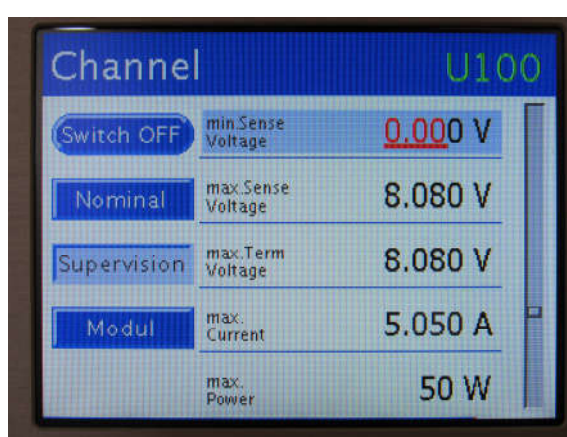 Channel
U100
Switch OFF
min.Sense
Voltage
0.000 V
Nominal
max.Sense
Voltage
8.080 V
Supervision
max.Term
Voltage
8.080 V
Modul
max.
Current
5.050 A
max.
Power
50 W